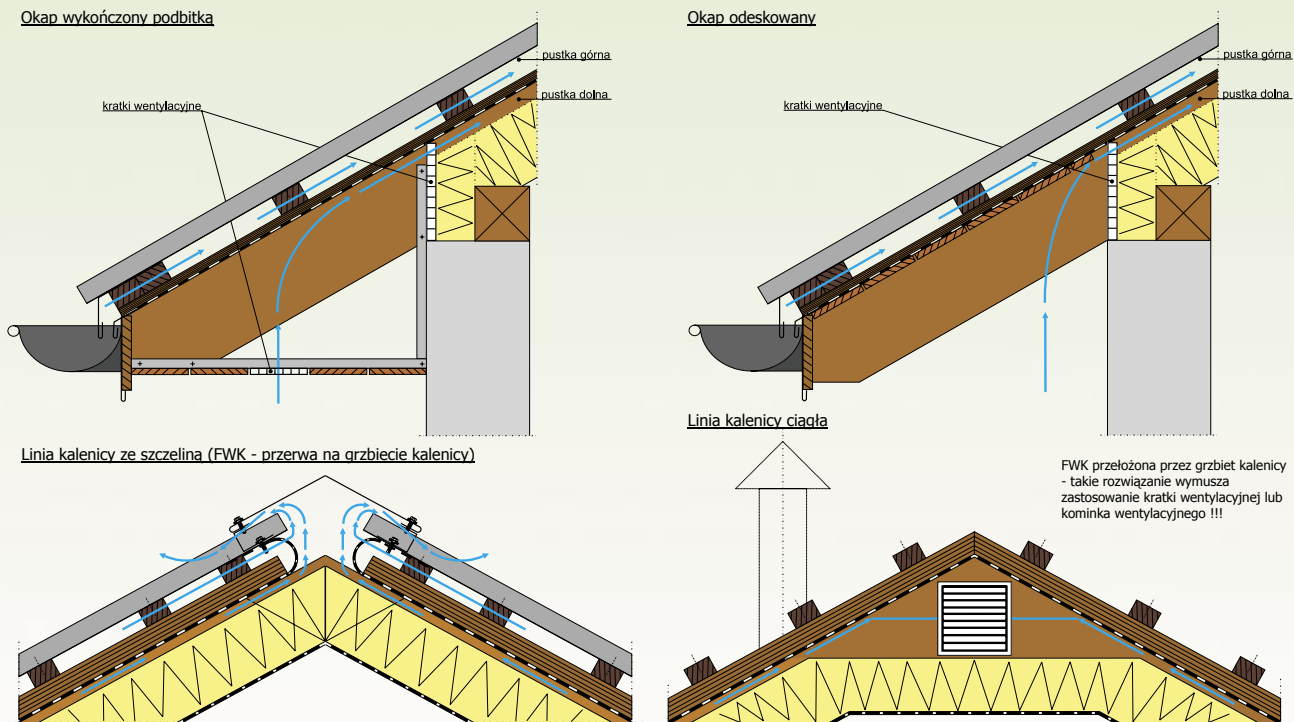 Okap wykończony podbitką
pustka górna
pustka dolna
kratki wentylacyjne
Okap odeskowany
pustka górna
pustka dolna
kratki wentylacyjne
Linia kalenicy ze szczeliną (FWK - przerwa na grzbiecie kalenicy)
Linia kalenicy ciągła
FWK przełożona przez grzbiet kalenicy
- takie rozwiązanie wymusza
zastosowanie kratki wentylacyjnej lub
kominka wentylacyjnego !!!